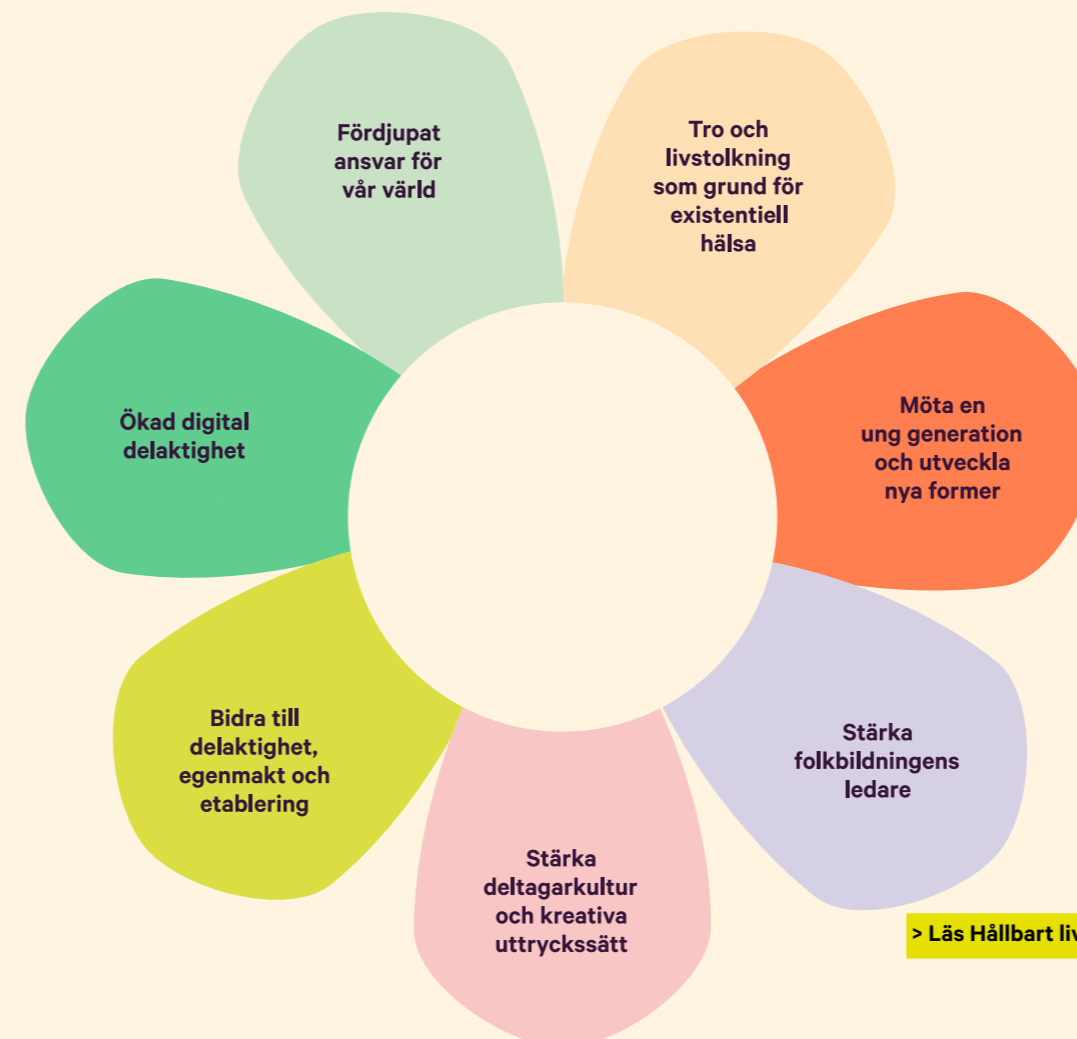 Fördjupat
ansvar för
vår värld
Tro och
livstolkning
som grund för
existentiell
hälsa
Möta en
ung generation
och utveckla
nya former
Ökad digital
delaktighet
Bidra till
delaktighet,
egenmakt och
etablering
Stärka
folkbildningens
ledare
Stärka
deltagarkultur
och kreativa
uttryckssätt
> Läs Hållbart